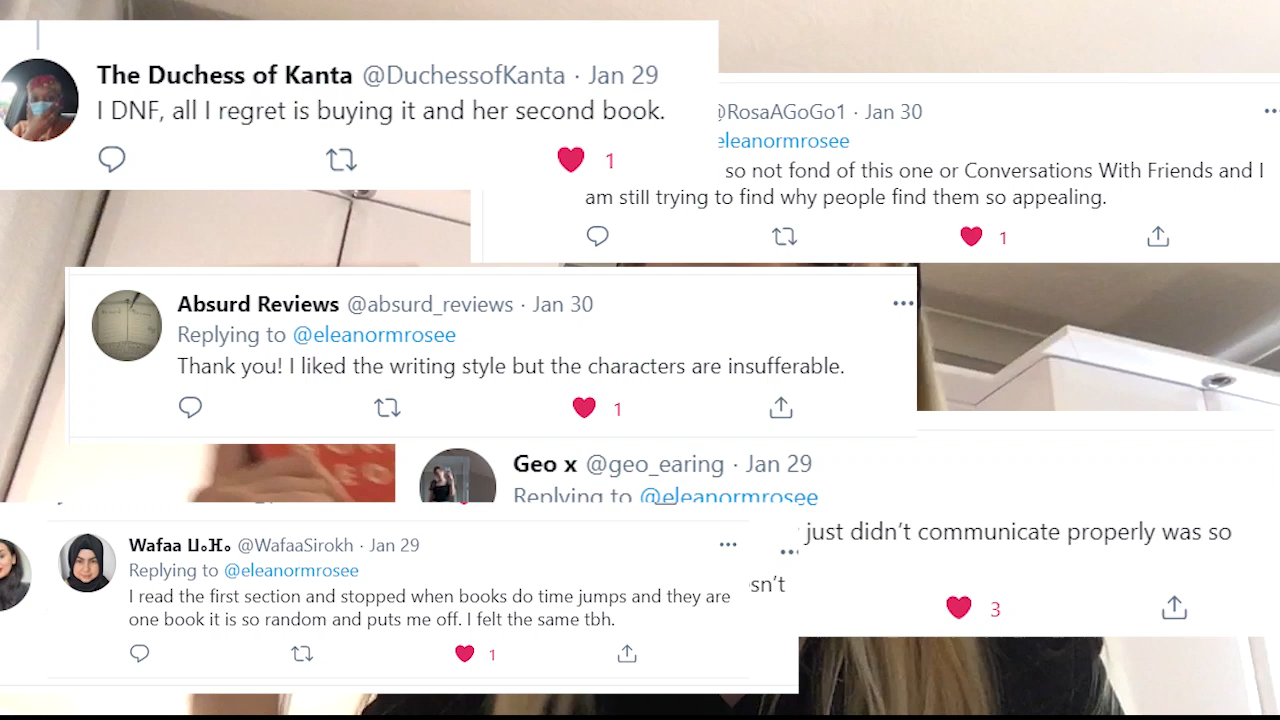 The Duchess of Kanta @DuchessofKanta · Jan 29
I DNF, all I regret is buying it and her second book.
1
@RosaAGoGo1 · Jan 30
eleanormrosee
so not fond of this one or Conversations With Friends and I
am still trying to find why people find them so appealing.
1
Absurd Reviews @absurd_reviews · Jan 30
Replying to @eleanormrosee
Thank you! I liked the writing style but the characters are insufferable.
1
Geo x @geo_earing · Jan 29
Replying to @eleanormrosee
just didn't communicate properly was so
sn't
3
Wafaa ⵡⴰⴼⴰ @WafaaSirokh · Jan 29
Replying to @eleanormrosee
I read the first section and stopped when books do time jumps and they are
one book it is so random and puts me off. I felt the same tbh.
1